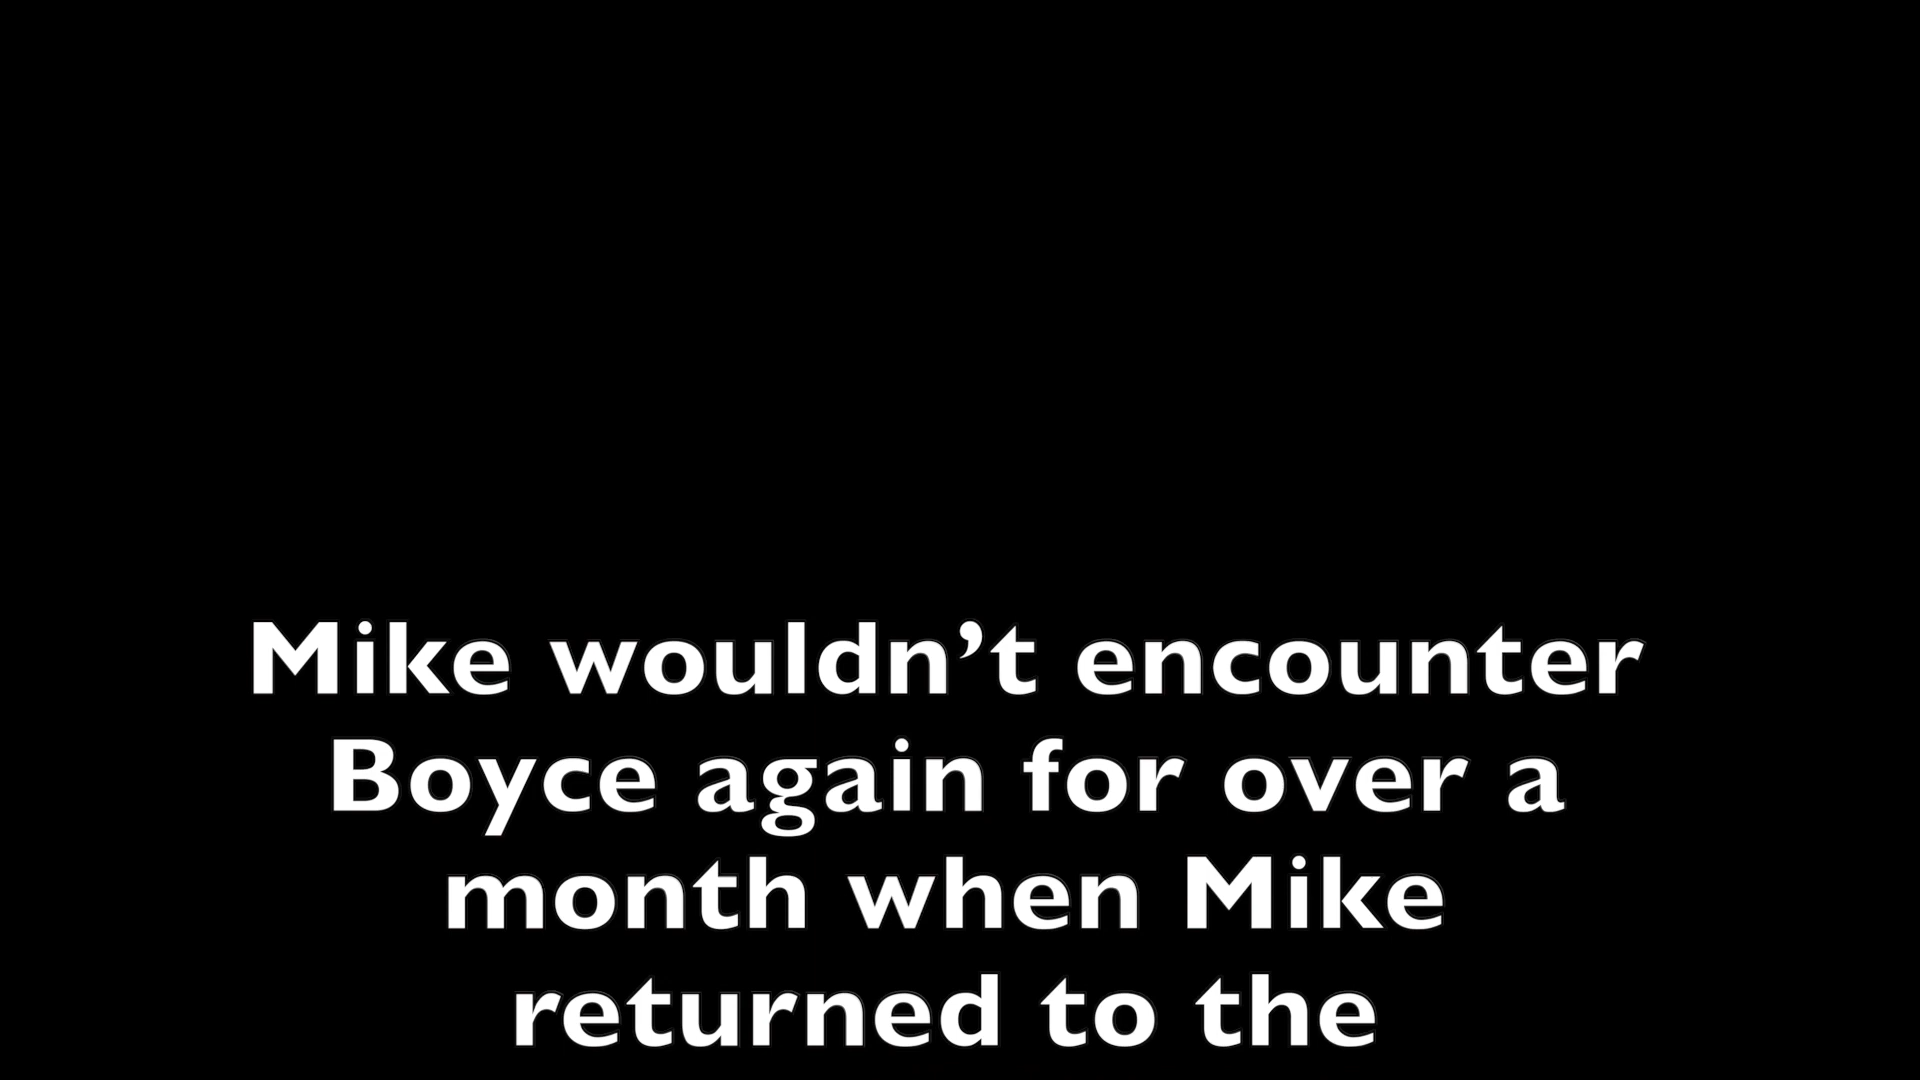 Mike wouldn’t encounter
Boyce again for over a
month when Mike
returned to the